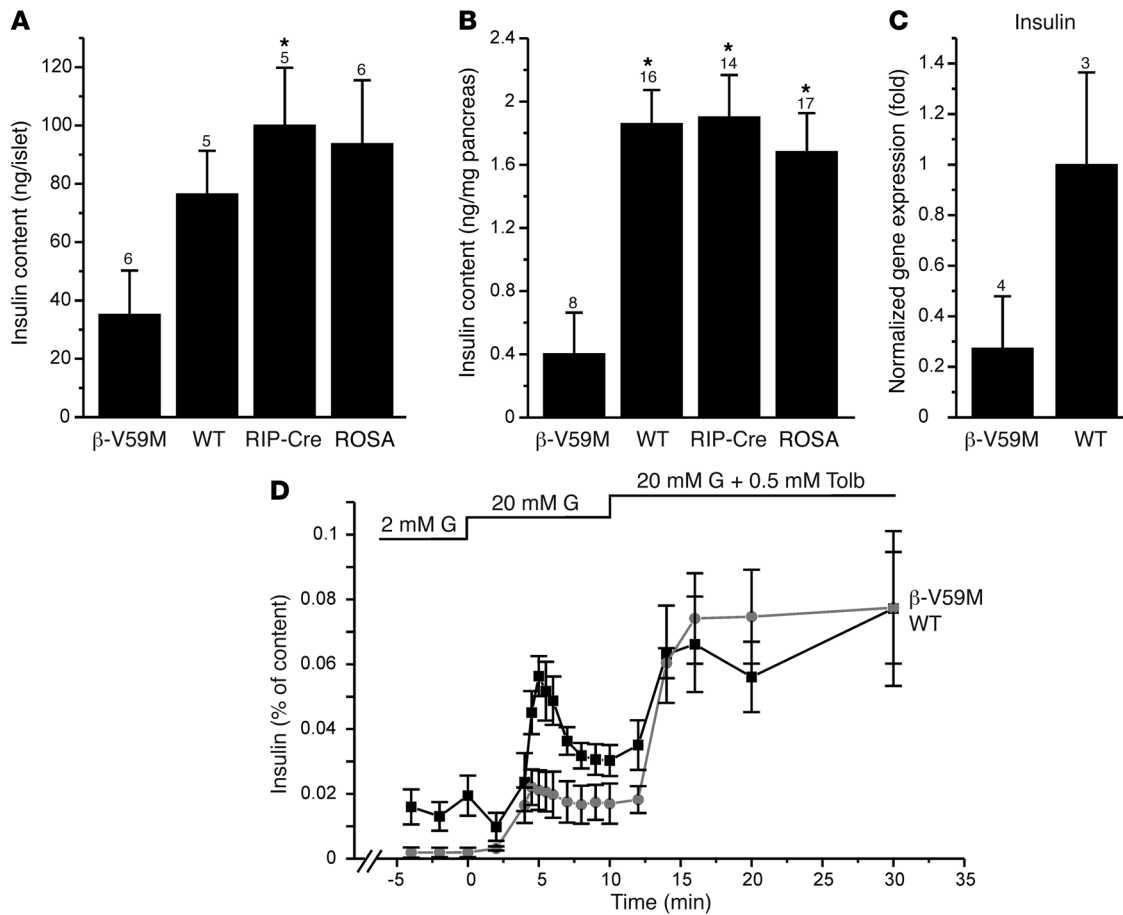 A
Insulin content (ng/islet)
120
100
80
60
40
20
0
6
5
*
5
6
β-V59M WT RIP-Cre ROSA
B
Insulin content (ng/mg pancreas)
2.4
2
1.6
1.2
0.8
0.4
0
8
*
16
*
14
*
17
β-V59M WT RIP-Cre ROSA
C
Insulin
Normalized gene expression (fold)
1.4
1.2
1
0.8
0.6
0.4
0.2
0
4
3
β-V59M WT
D
2 mM G
20 mM G
20 mM G + 0.5 mM Tolb
Insulin (% of content)
0.1
0.08
0.06
0.04
0.02
0
β-V59M
WT
-5 0 5 10 15 20 25 30 35
Time (min)